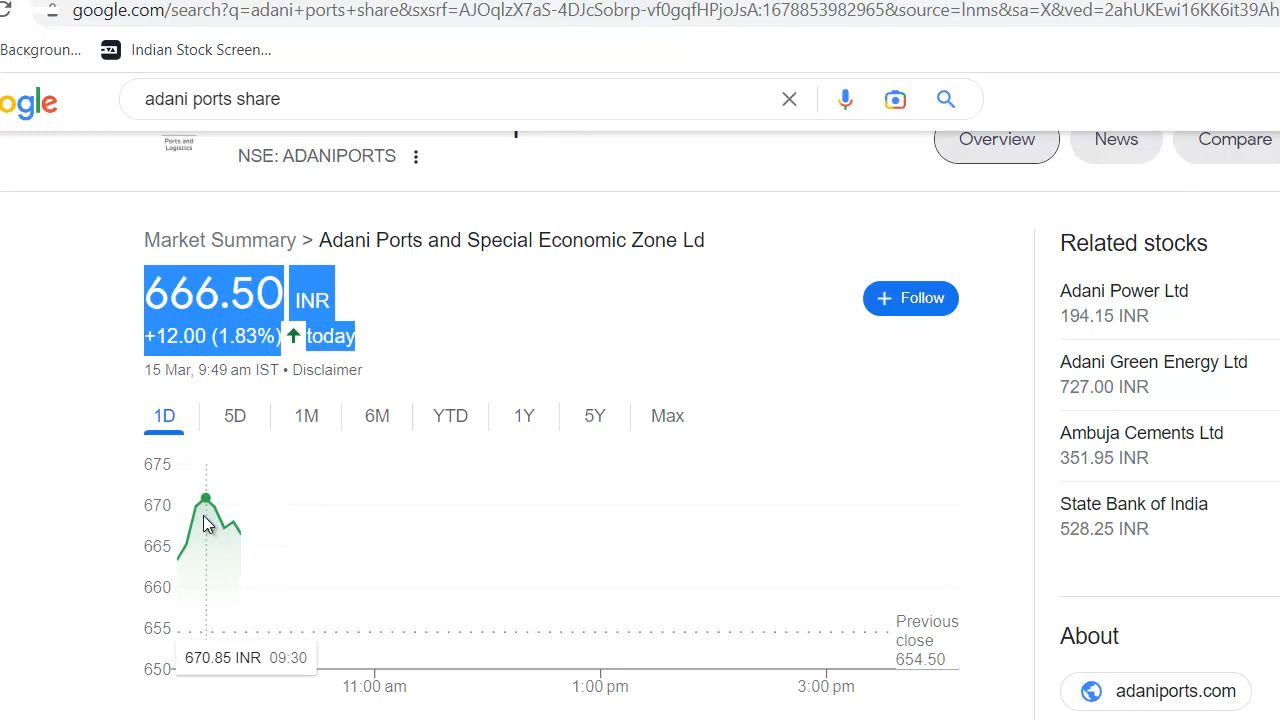 google.com/search?q=adani+ports+share&sxsrf=AJOqlzX7aS-4DJcSobrp-vf0gqfHPjoJsA:1678853982965&source=lnms&sa=X&ved=2ahUKEwi16KK6it39Ah
Backgroun...
Indian Stock Screen...
ogle
adani ports share
Ports and
Logistics
NSE: ADANIPORTS
Overview
News
Compare
Market Summary > Adani Ports and Special Economic Zone Ld
666.50 INR
+12.00 (1.83%) today
15 Mar, 9:49 am IST • Disclaimer
+ Follow
1D 5D 1M 6M YTD 1Y 5Y Max
675
670
665
660
655
650
Previous
close
654.50
670.85 INR 09:30
11:00 am 1:00 pm 3:00 pm
Related stocks
Adani Power Ltd
194.15 INR
Adani Green Energy Ltd
727.00 INR
Ambuja Cements Ltd
351.95 INR
State Bank of India
528.25 INR
About
adaniports.com